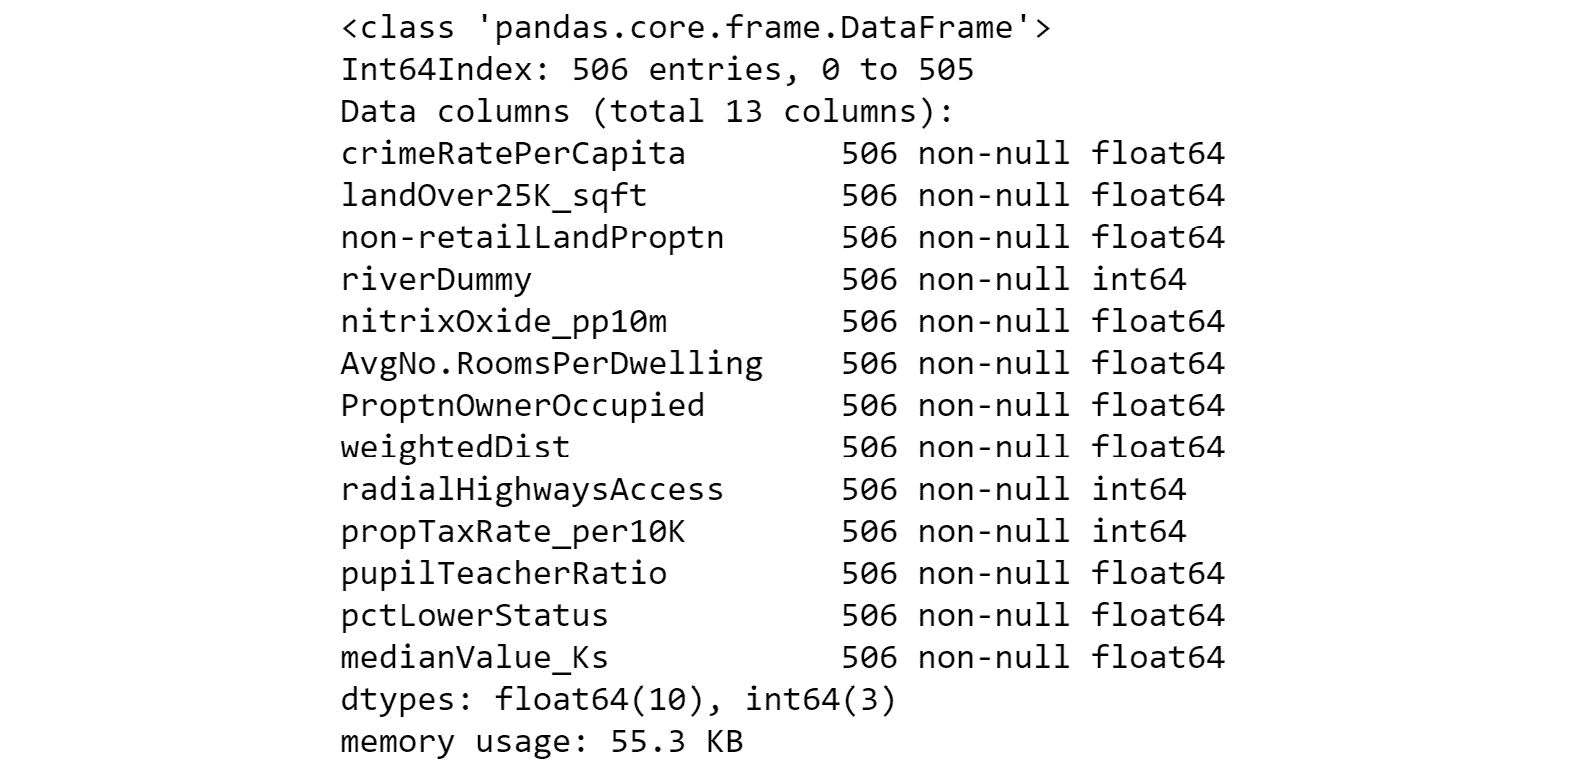 <class 'pandas.core.frame.DataFrame'>
Int64Index: 506 entries, 0 to 505
Data columns (total 13 columns):
crimeRatePerCapita        506 non-null float64
landOver25K_sqft          506 non-null float64
non-retailLandProptn      506 non-null float64
riverDummy                506 non-null int64
nitrixOxide_pp10m         506 non-null float64
AvgNo.RoomsPerDwelling    506 non-null float64
ProptnOwnerOccupied       506 non-null float64
weightedDist              506 non-null float64
radialHighwaysAccess      506 non-null int64
propTaxRate_per10K        506 non-null int64
pupilTeacherRatio         506 non-null float64
pctLowerStatus            506 non-null float64
medianValue_Ks            506 non-null float64
dtypes: float64(10), int64(3)
memory usage: 55.3 KB